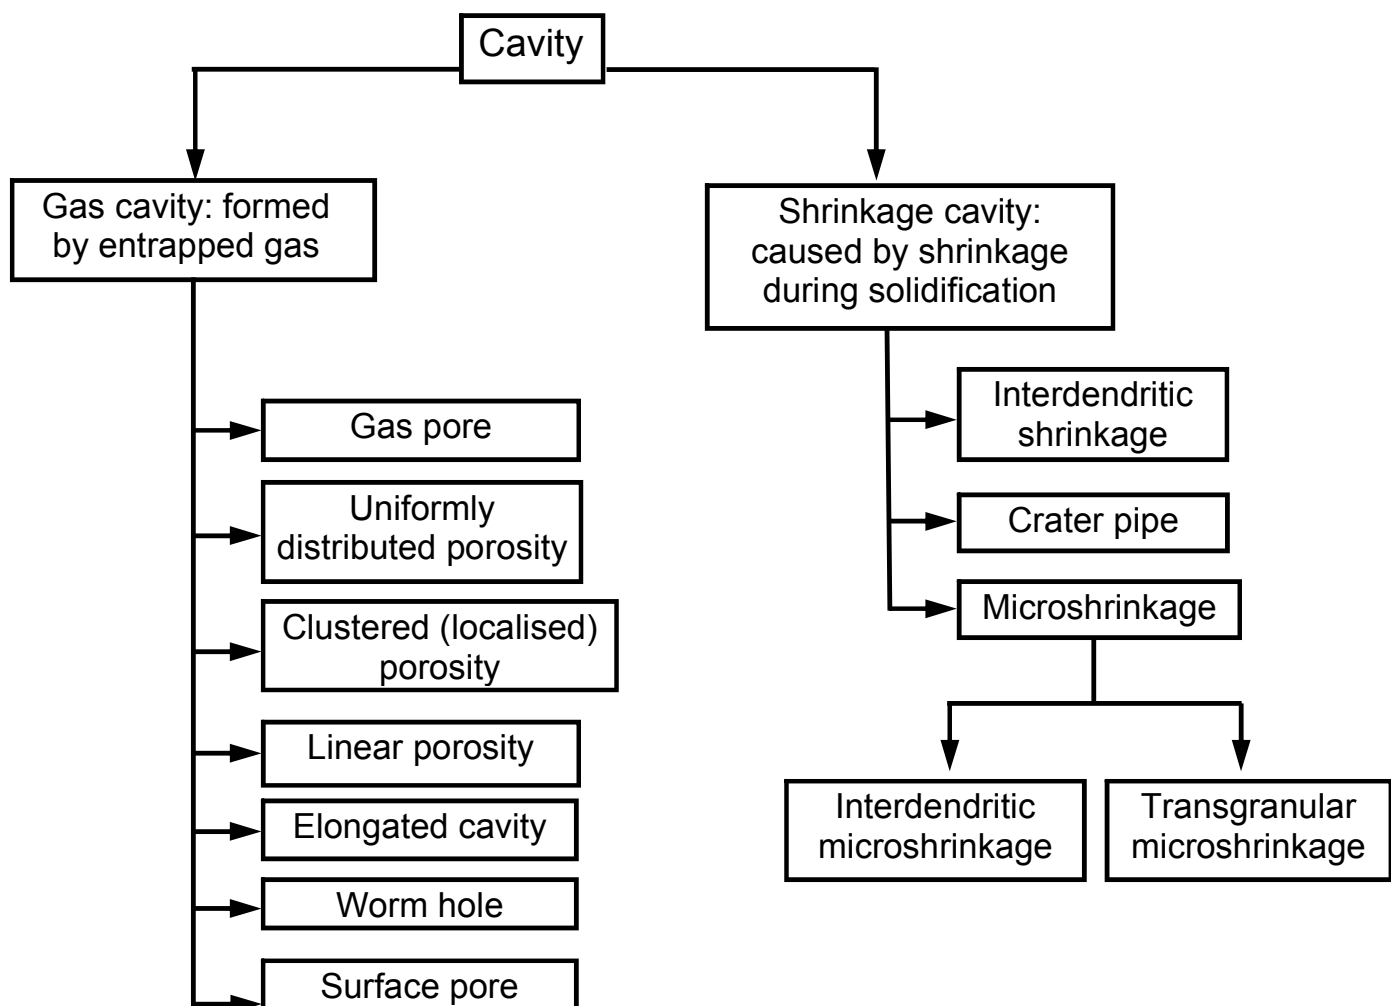 Cavity
Gas cavity: formed
by entrapped gas
Shrinkage cavity:
caused by shrinkage
during solidification
Gas pore
Uniformly
distributed porosity
Clustered (localised)
porosity
Linear porosity
Elongated cavity
Worm hole
Surface pore
Interdendritic
shrinkage
Crater pipe
Microshrinkage
Interdendritic
microshrinkage
Transgranular
microshrinkage